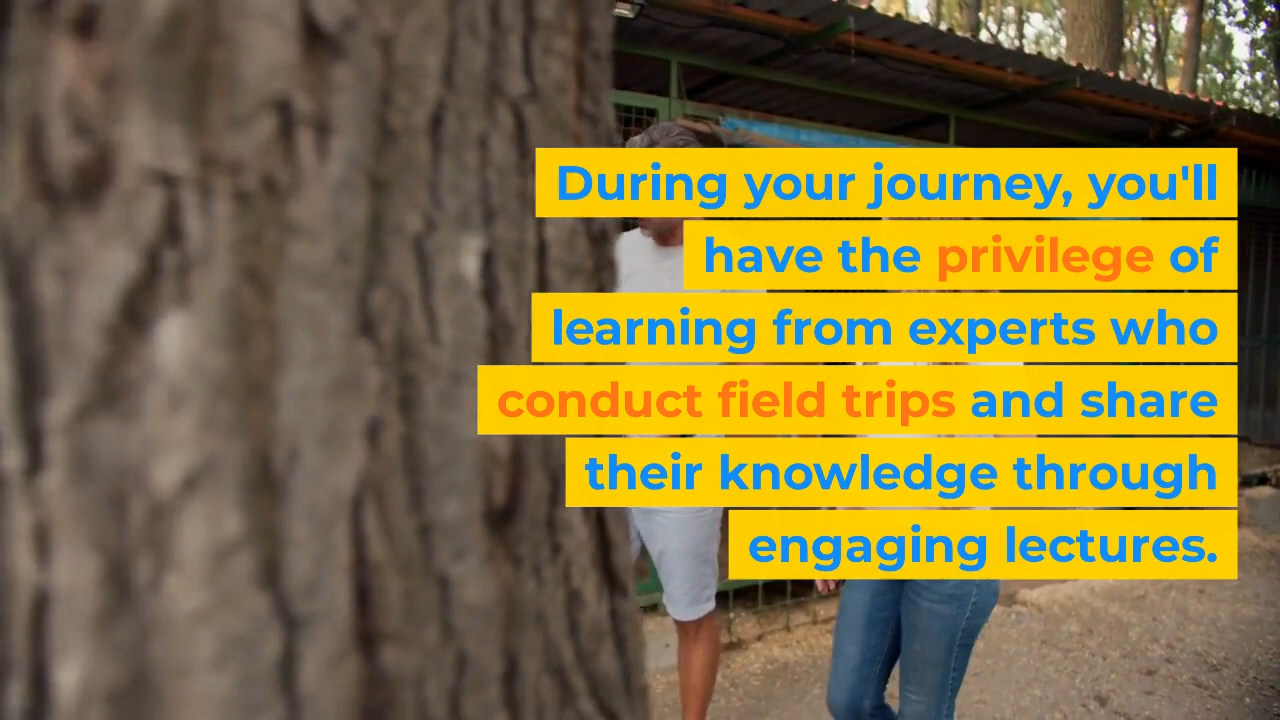 During your journey, you'll
have the privilege of
learning from experts who
conduct field trips and share
their knowledge through
engaging lectures.